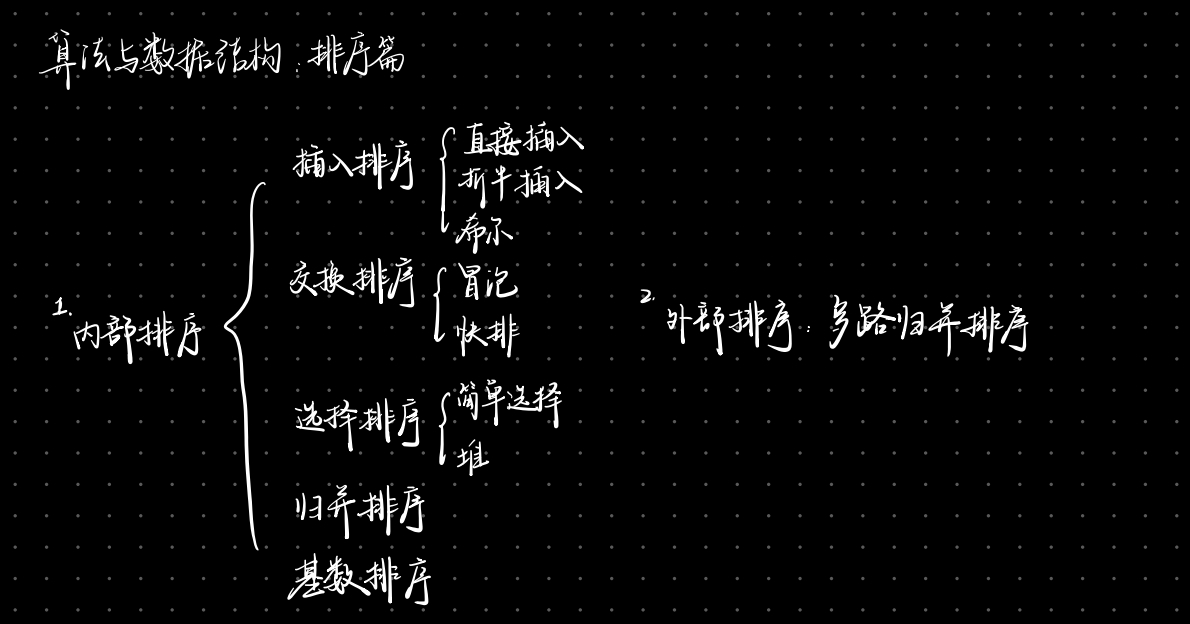 算法与数据结构：排序篇
1.内部排序
插入排序
直接插入
折半插入
希尔
交换排序
冒泡
快排
选择排序
简单选择
堆
归并排序
基数排序
2.外部排序：多路归并排序